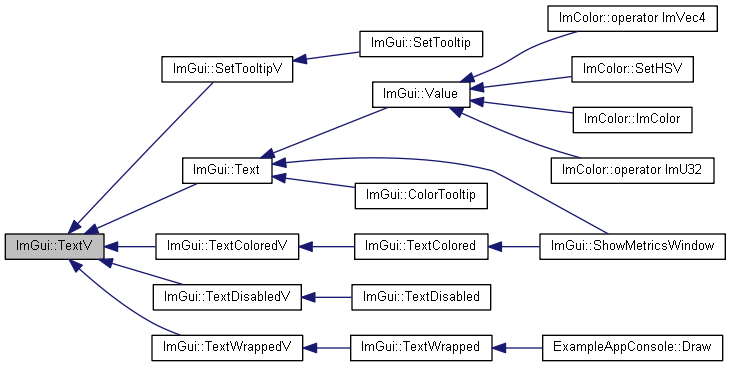 ImColor::operator ImVec4
ImGui::SetTooltip
ImGui::SetTooltipV
ImColor::SetHSV
ImGui::Value
ImColor::ImColor
ImGui::Text
ImColor::operator ImU32
ImGui::ColorTooltip
ImGui::TextV
ImGui::TextColoredV
ImGui::TextColored
ImGui::ShowMetricsWindow
ImGui::TextDisabledV
ImGui::TextDisabled
ImGui::TextWrappedV
ImGui::TextWrapped
ExampleAppConsole::Draw